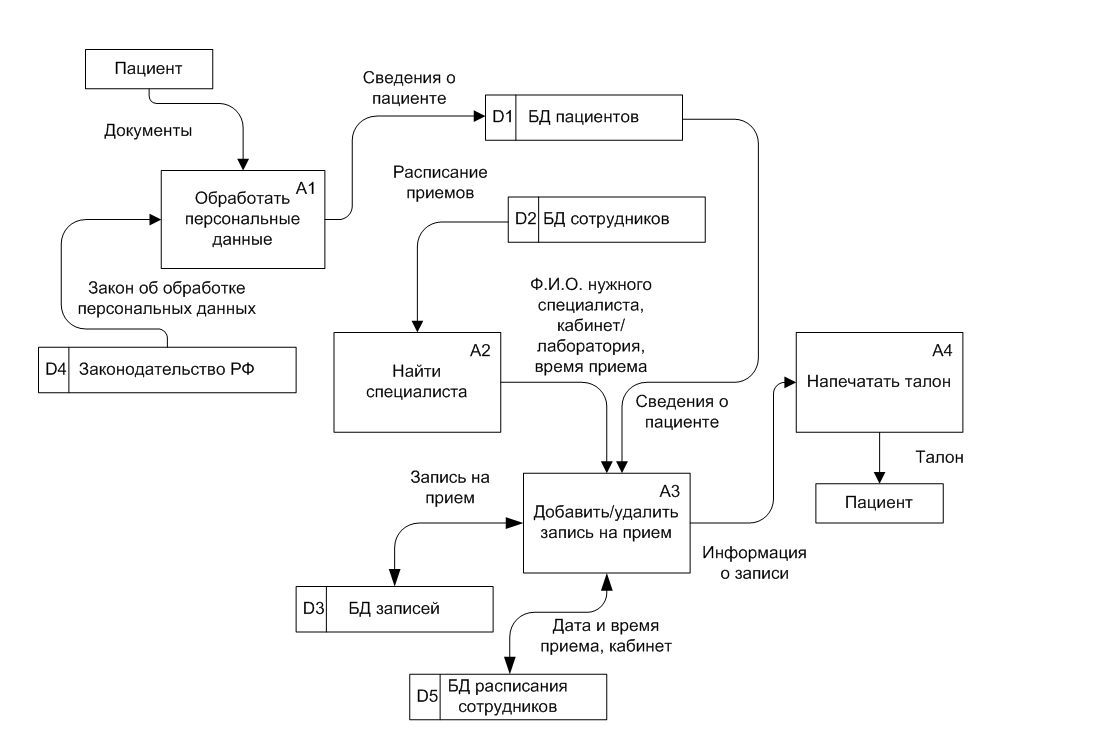 Пациент
Документы
Сведения о
пациенте
D1
БД пациентов
A1
Обработать
персональные
данные
Расписание
приемов
D2
БД сотрудников
Закон об обработке
персональных данных
D4
Законодательство РФ
Ф.И.О. нужного
специалиста,
кабинет/
лаборатория,
время приема
A2
Найти
специалиста
Сведения о
пациенте
A4
Напечатать талон
Талон
Пациент
Запись на
прием
A3
Добавить/удалить
запись на прием
Информация
о записи
D3
БД записей
Дата и время
приема, кабинет
D5
БД расписания
сотрудников